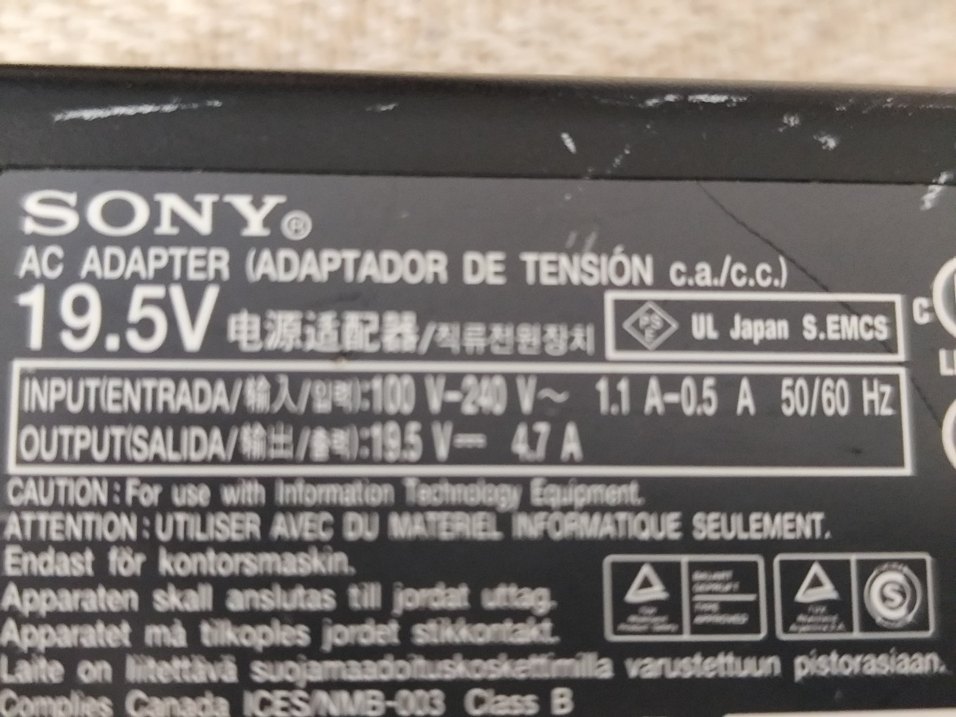 SONY®
AC ADAPTER (ADAPTADOR DE TENSIÓN c.a./c.c.)
19.5V 电源适配器/직류전원장치
PS E UL Japan S.EMCS
INPUT(ENTRADA/輸入/입력):100 V-240 V~ 1.1 A-0.5 A 50/60 Hz
OUTPUT(SALIDA/輸出/출력):19.5 V⎓ 4.7 A
CAUTION : For use with Information Technology Equipment.
ATTENTION : UTILISER AVEC DU MATERIEL INFORMATIQUE SEULEMENT.
Endast för kontorsmaskin.
Apparaten skall anslutas till jordat uttag.
Apparatet må tilkoples jordet stikkontakt.
Laite on liitettävä suojamaadoituskoskettimilla varustettuun pistorasiaan.
Complies Canada ICES/NMB-003 Class B